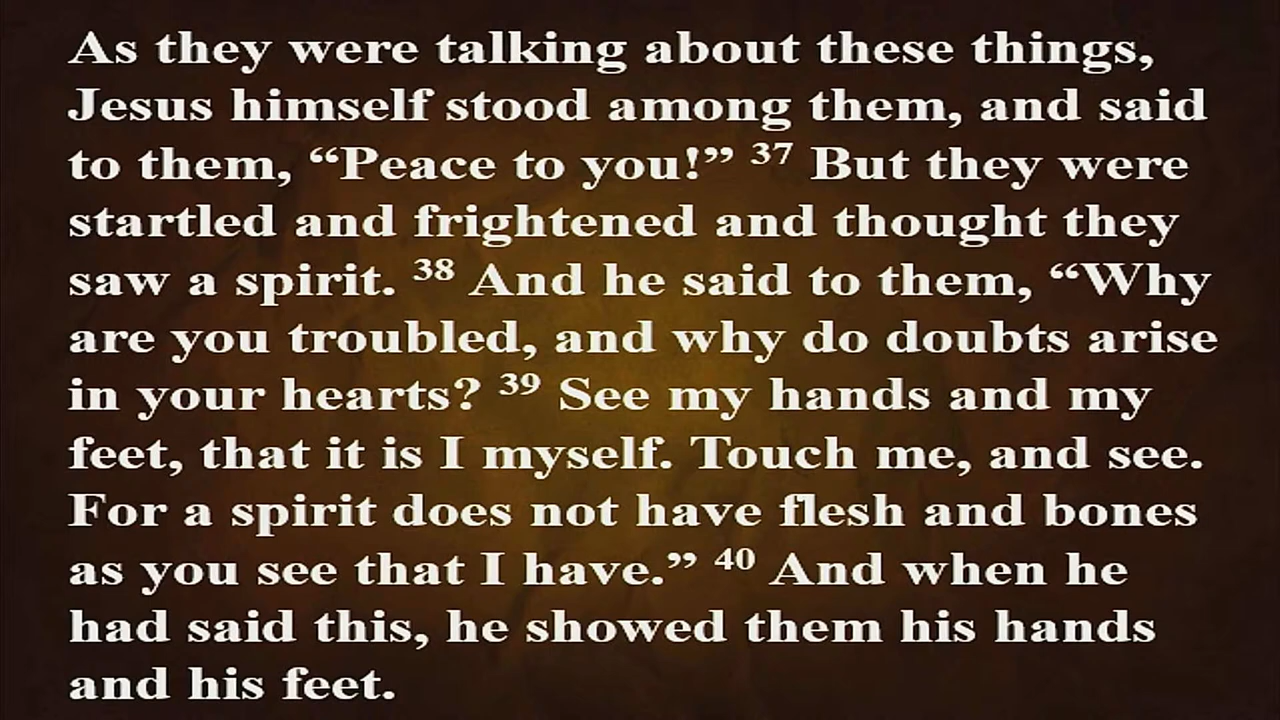 As they were talking about these things,
Jesus himself stood among them, and said
to them, “Peace to you!” 37 But they were
startled and frightened and thought they
saw a spirit. 38 And he said to them, “Why
are you troubled, and why do doubts arise
in your hearts? 39 See my hands and my
feet, that it is I myself. Touch me, and see.
For a spirit does not have flesh and bones
as you see that I have.” 40 And when he
had said this, he showed them his hands
and his feet.